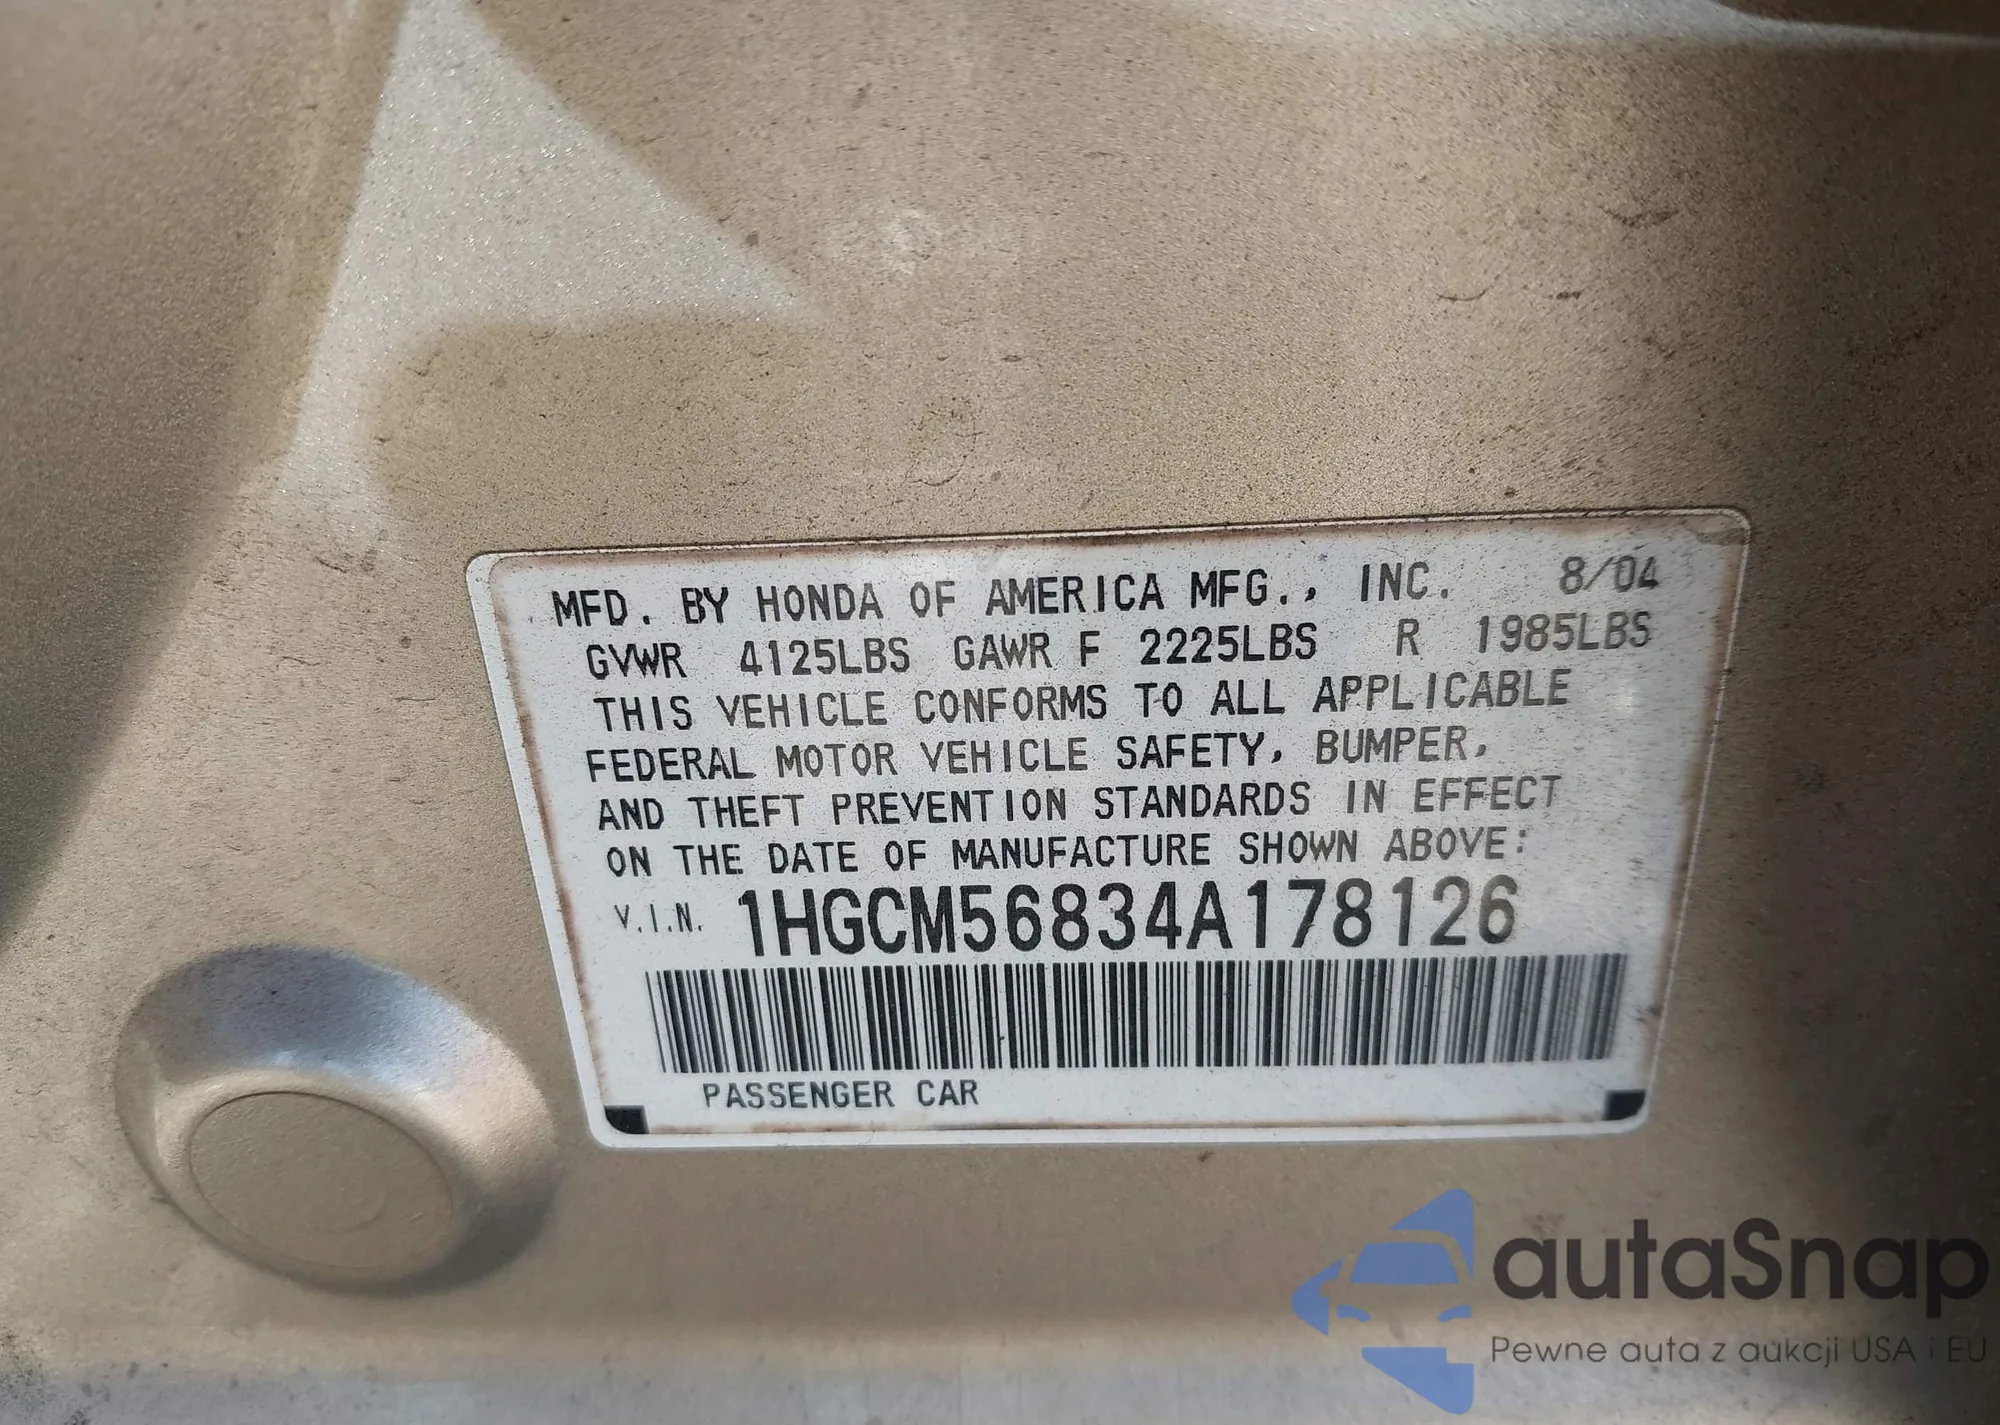 MFD. BY HONDA OF AMERICA MFG., INC. 8/04
GVWR 4125LBS GAWR F 2225LBS R 1985LBS
THIS VEHICLE CONFORMS TO ALL APPLICABLE
FEDERAL MOTOR VEHICLE SAFETY, BUMPER,
AND THEFT PREVENTION STANDARDS IN EFFECT
ON THE DATE OF MANUFACTURE SHOWN ABOVE:
V.I.N. 1HGCM56834A178126
PASSENGER CAR
autaSnap
Pewne auta z aukcji USA i EU